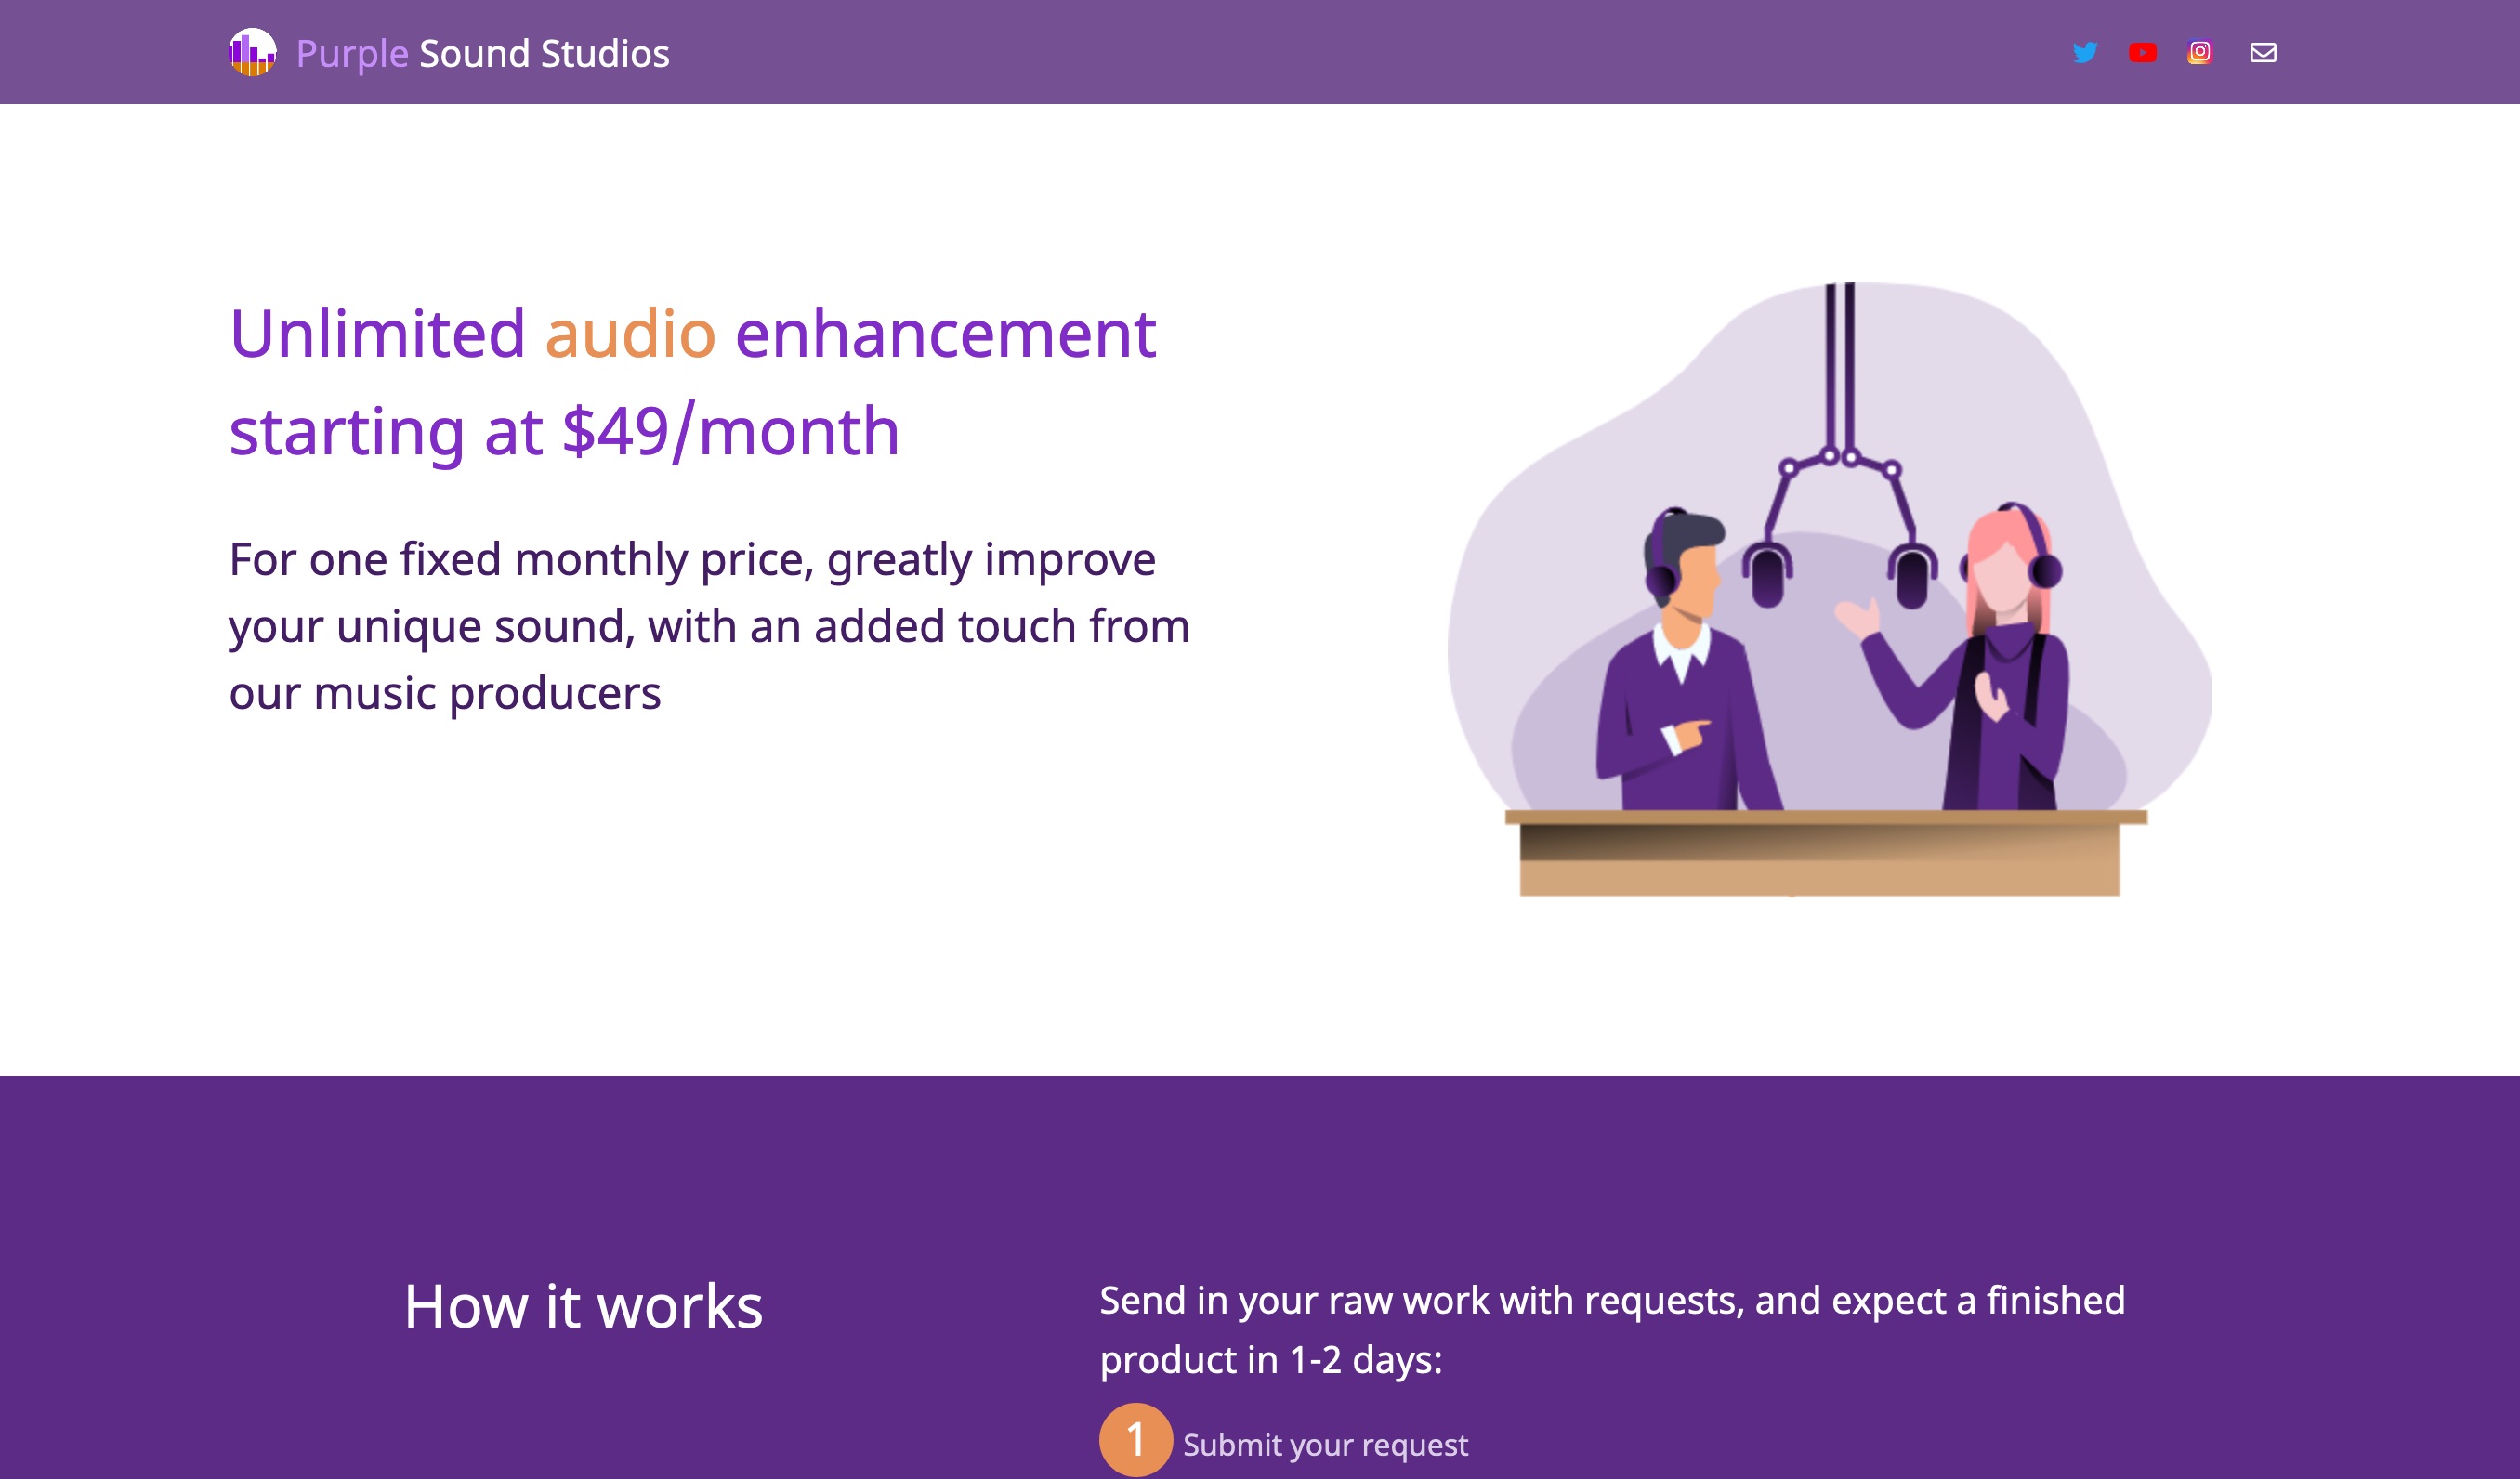 Purple Sound Studios
Unlimited audio enhancement
starting at $49/month
For one fixed monthly price, greatly improve
your unique sound, with an added touch from
our music producers
How it works
Send in your raw work with requests, and expect a finished
product in 1-2 days:
1 Submit your request